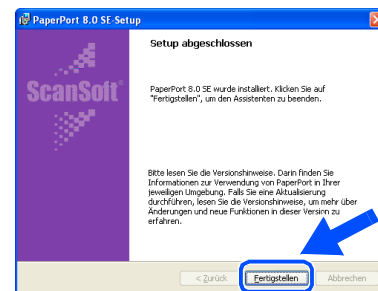 PaperPort 8.0 SE-Setup
Setup abgeschlossen
ScanSoft®
PaperPort 8.0 SE wurde installiert. Klicken Sie auf
"Fertigstellen", um den Assistenten zu beenden.
Bitte lesen Sie die Versionshinweise. Darin finden Sie
Informationen zur Verwendung von PaperPort in Ihrer
jeweiligen Umgebung. Falls Sie eine Aktualisierung
durchführen, lesen Sie die Versionshinweise, um mehr über
Änderungen und neue Funktionen in dieser Version zu
erfahren.
< Zurück
Fertigstellen
Abbrechen